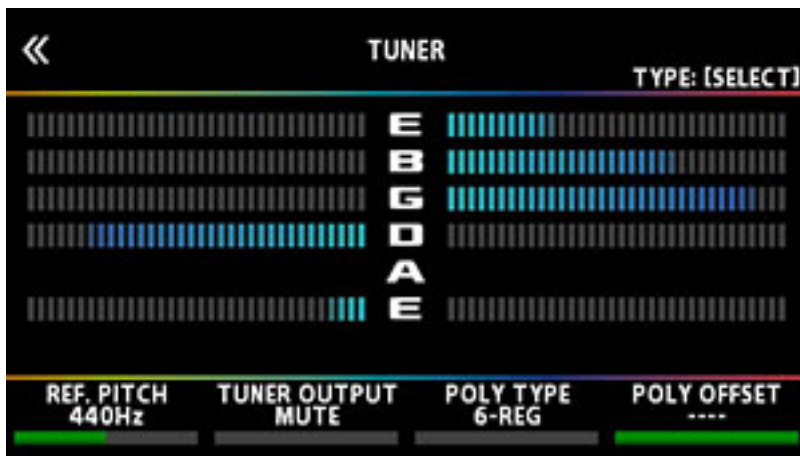 TUNER
TYPE: [SELECT]
E
B
G
D
A
E
REF. PITCH
440Hz
TUNER OUTPUT
MUTE
POLY TYPE
6-REG
POLY OFFSET
----